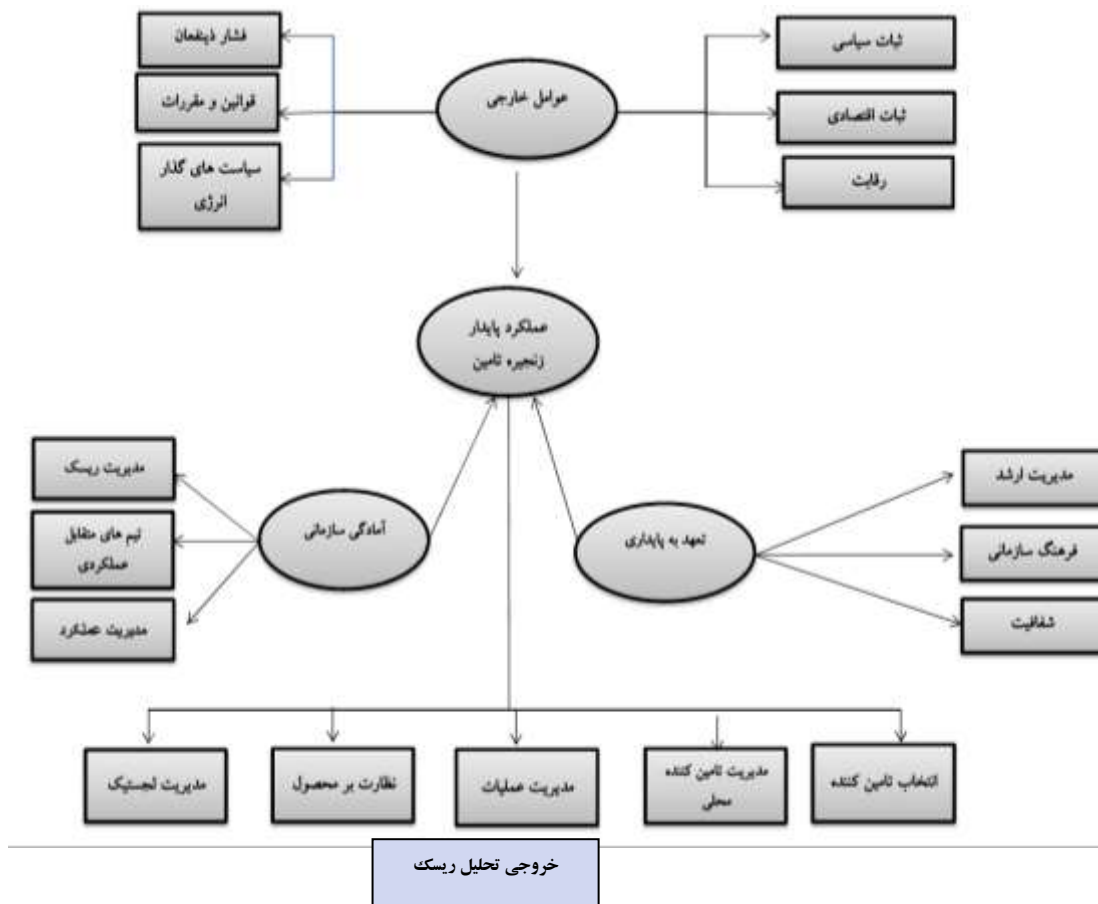 ثبات سیاسی
فشار ذینفعان
عوامل خارجی
ثبات اقتصادی
قوانین و مقررات
رقابت
سیاست های گذار
انرژی
عملکرد پایدار
زنجیره تامین
مدیریت ارشد
مدیریت ریسک
تعهد به پایداری
آمادگی سازمانی
فرهنگ سازمانی
تیم های متقابل
عملکردی
شفافیت
مدیریت عملکرد
انتخاب تامین کننده
مدیریت تامین کننده
محلی
مدیریت عملیات
نظارت بر محصول
مدیریت لجستیک
خروجی تحلیل ریسک